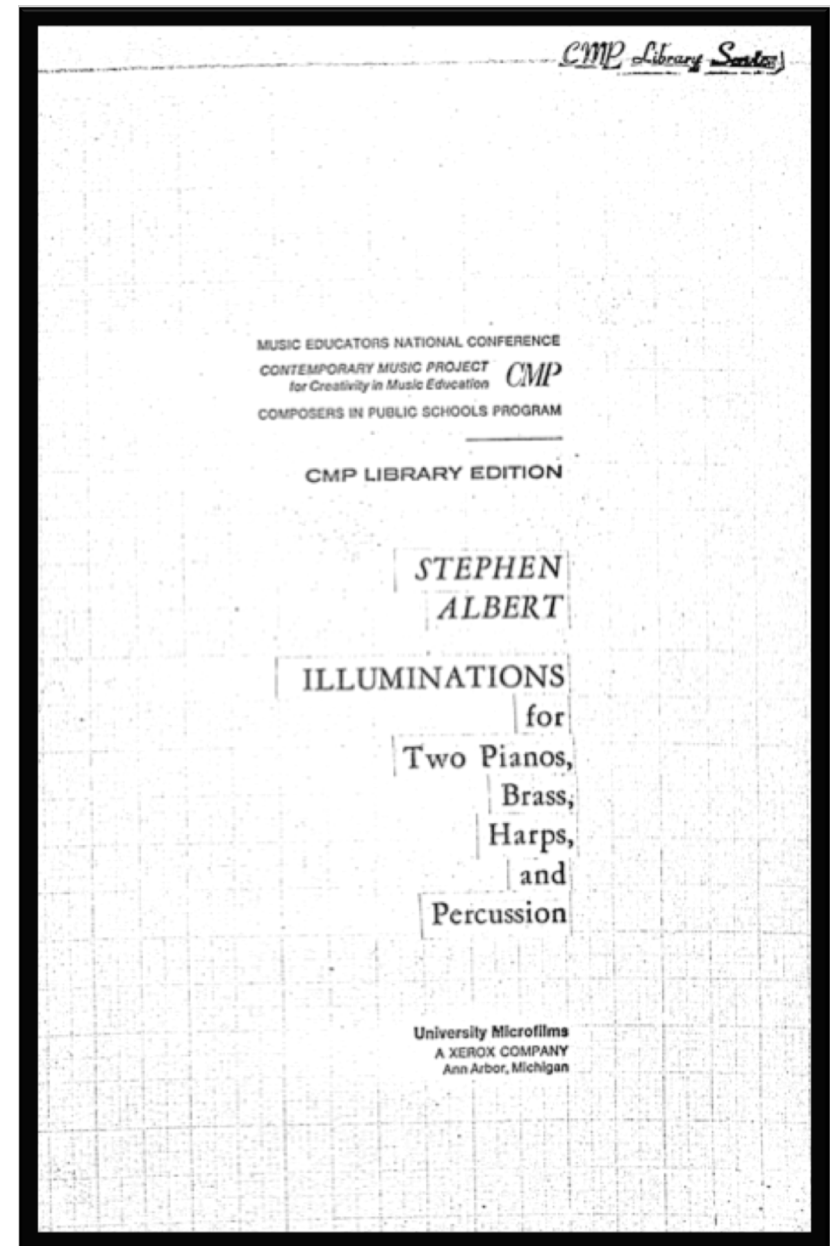 CMP Library
MUSIC EDUCATORS NATIONAL CONFERENCE
CONTEMPORARY MUSIC PROJECT
for Creativity in Music Education CMP
COMPOSERS IN PUBLIC SCHOOLS PROGRAM
CMP LIBRARY EDITION
STEPHEN
ALBERT
ILLUMINATIONS
for
Two Pianos,
Brass,
Harps,
and
Percussion
University Microfilms
A XEROX COMPANY
Ann Arbor, Michigan